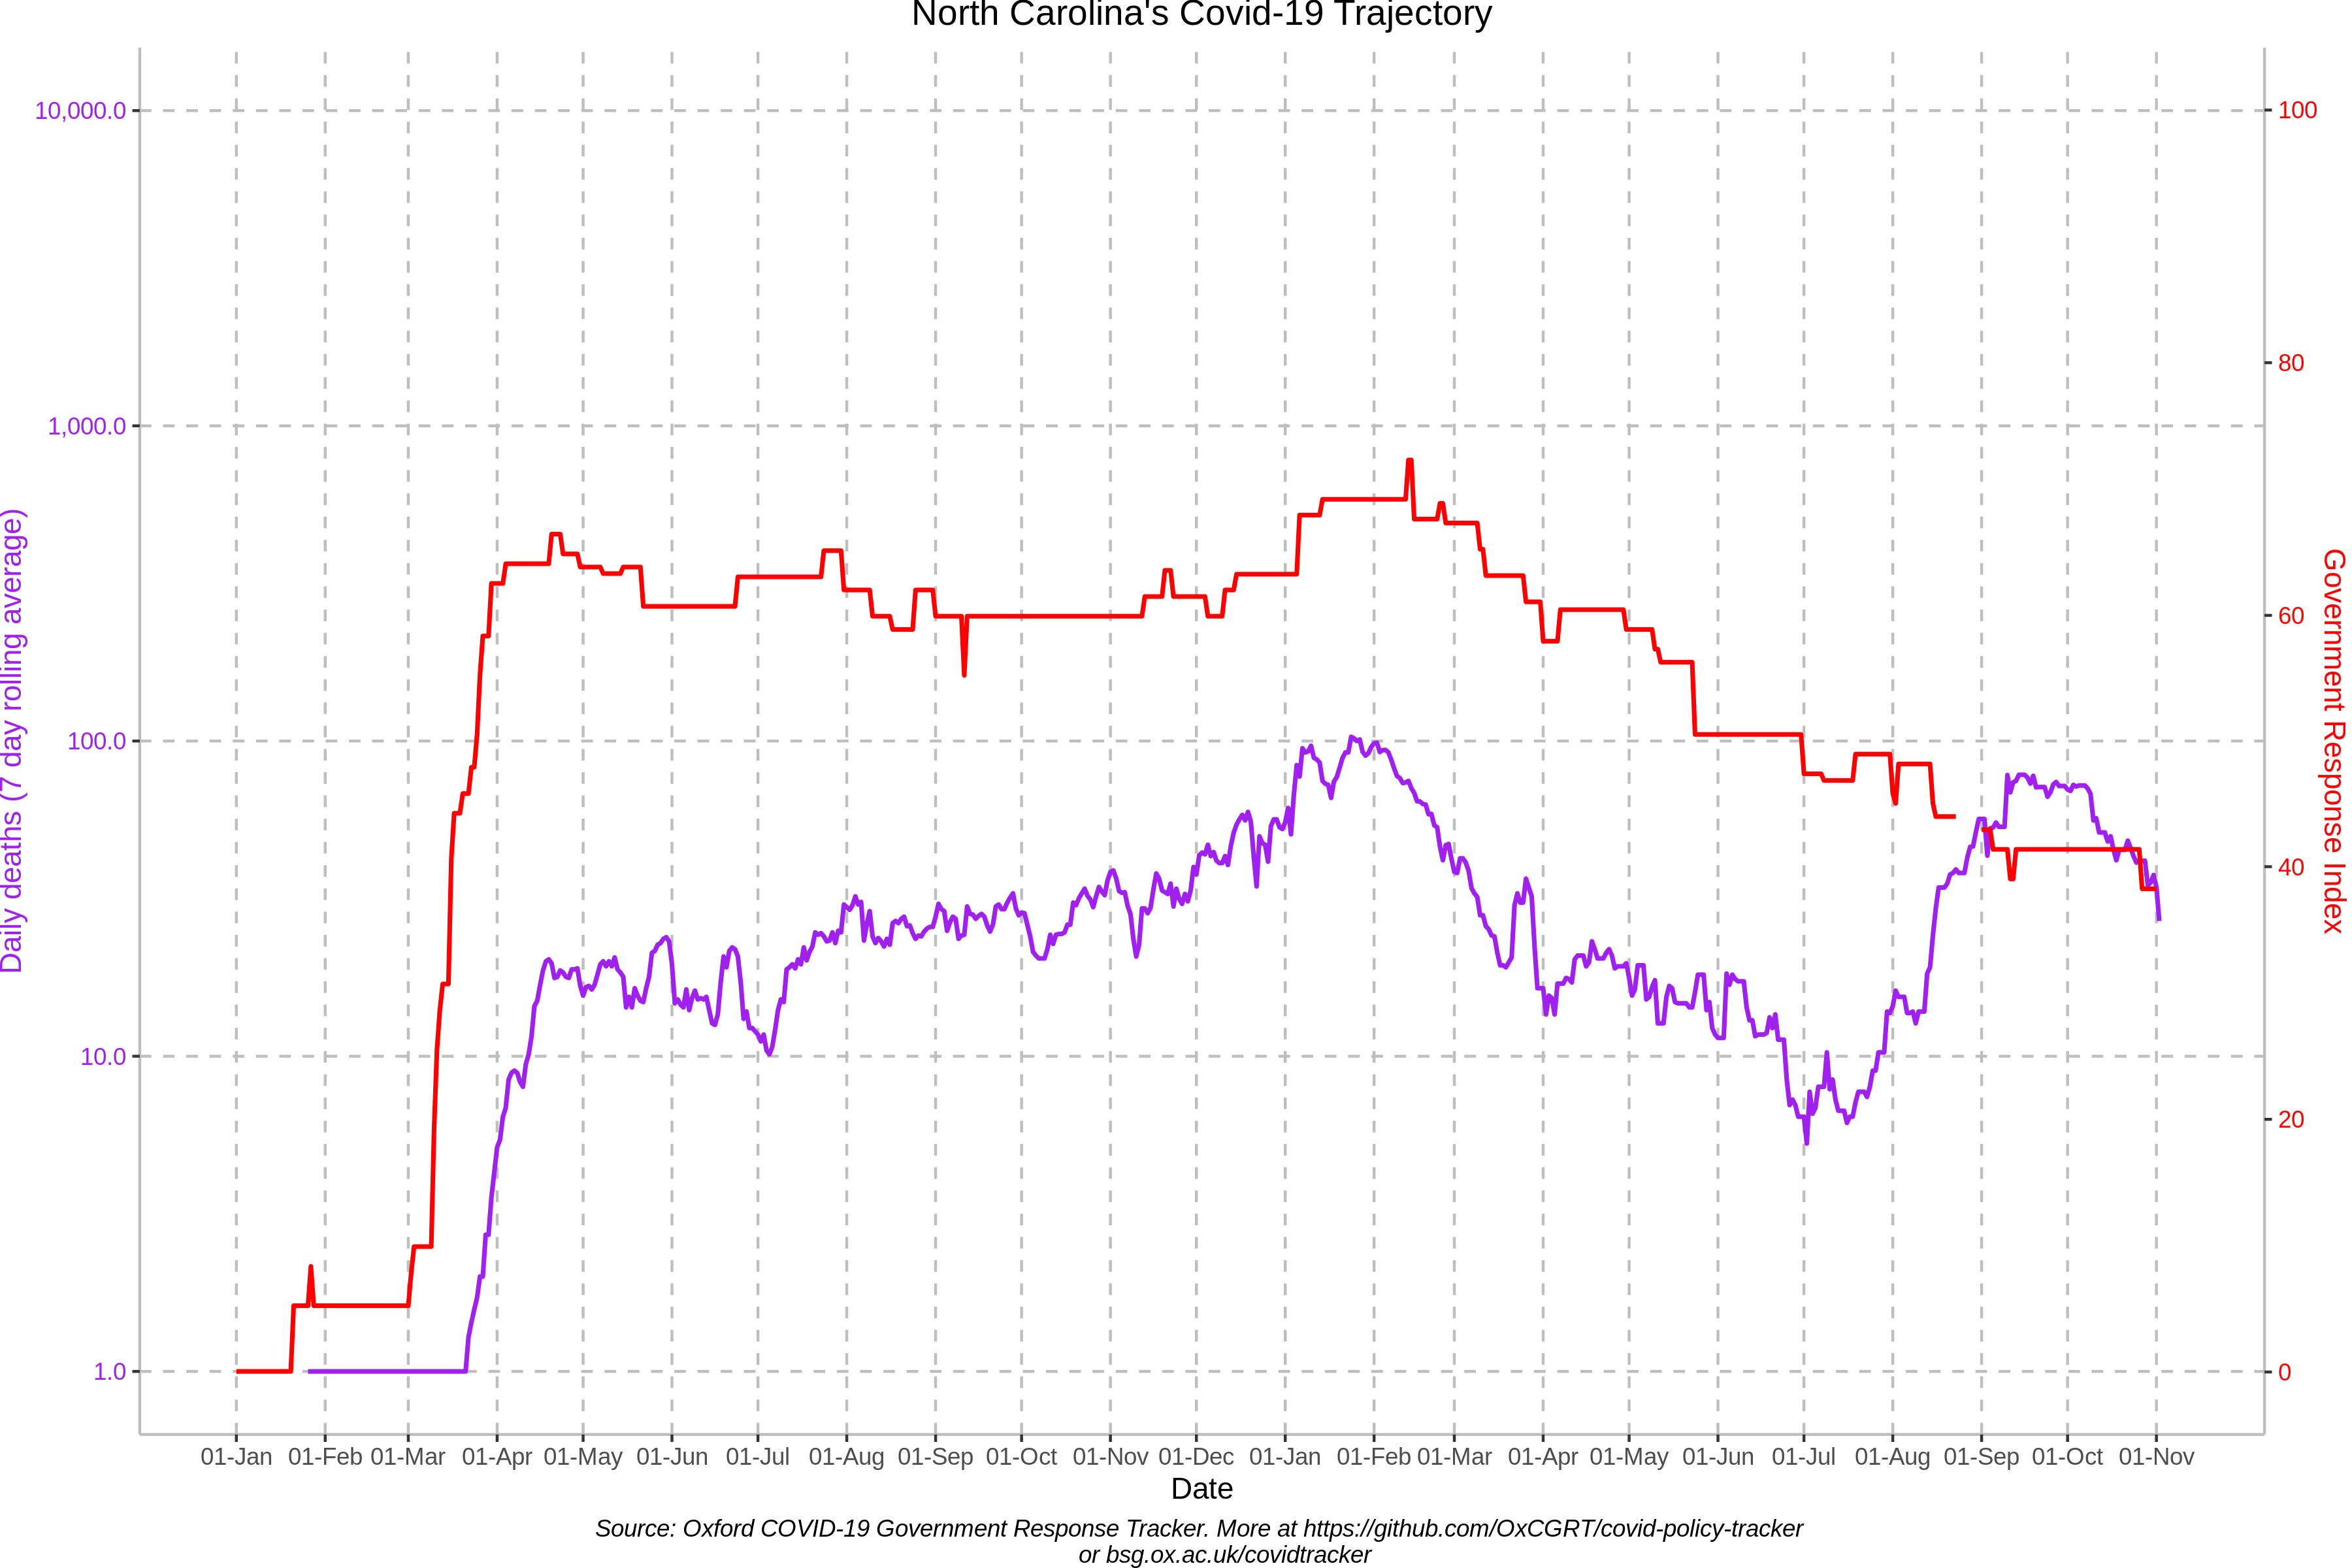 North Carolina's Covid-19 Trajectory
10,000.0
1,000.0
100.0
10.0
1.0
Daily deaths (7 day rolling average)
100
80
60
40
20
0
Government Response Index
01-Jan 01-Feb 01-Mar 01-Apr 01-May 01-Jun 01-Jul 01-Aug 01-Sep 01-Oct 01-Nov 01-Dec 01-Jan 01-Feb 01-Mar 01-Apr 01-May 01-Jun 01-Jul 01-Aug 01-Sep 01-Oct 01-Nov
Date
Source: Oxford COVID-19 Government Response Tracker. More at https://github.com/OxCGRT/covid-policy-tracker
or bsg.ox.ac.uk/covidtracker